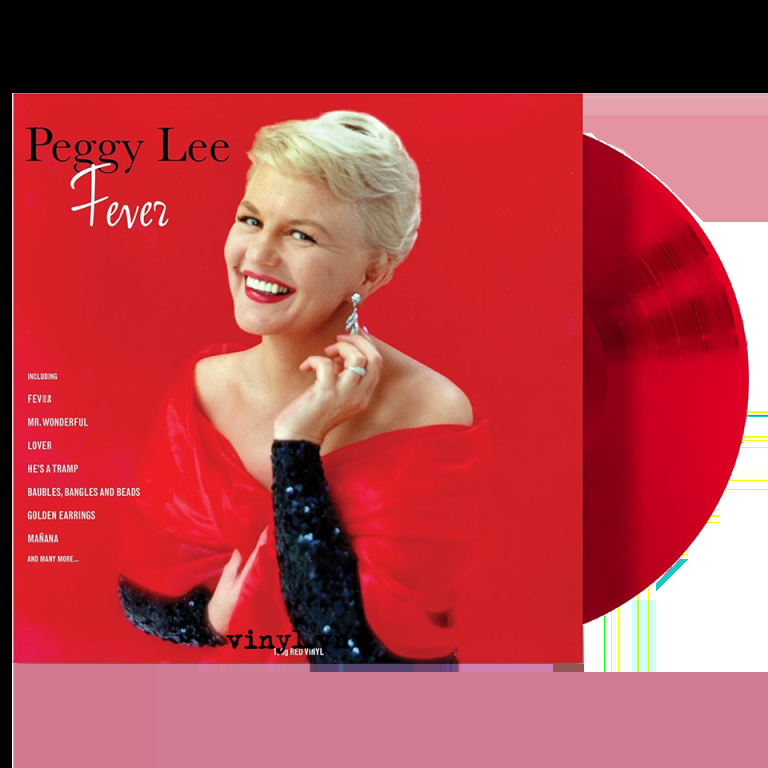 Peggy Lee
Fever
INCLUDING
FEVER
MR. WONDERFUL
LOVER
HE'S A TRAMP
BAUBLES, BANGLES AND BEADS
GOLDEN EARRINGS
MAÑANA
AND MANY MORE...
RED VINYL